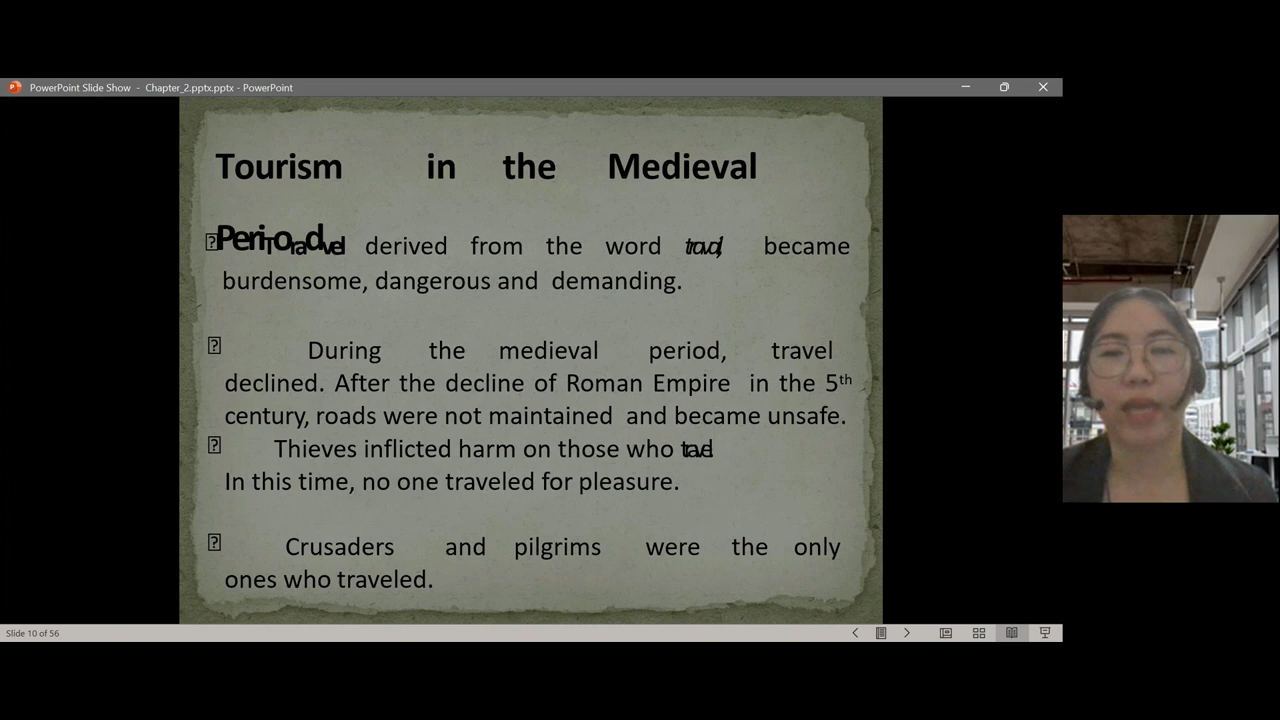 PowerPoint Slide Show - Chapter_2.pptx.pptx - PowerPoint
Tourism in the Medieval
Period
Travel derived from the word became
burdensome, dangerous and demanding.
During the medieval period, travel
declined. After the decline of Roman Empire in the 5th
century, roads were not maintained and became unsafe.
Thieves inflicted harm on those who travel.
In this time, no one traveled for pleasure.
Crusaders and pilgrims were the only
ones who traveled.
Slide 10 of 56